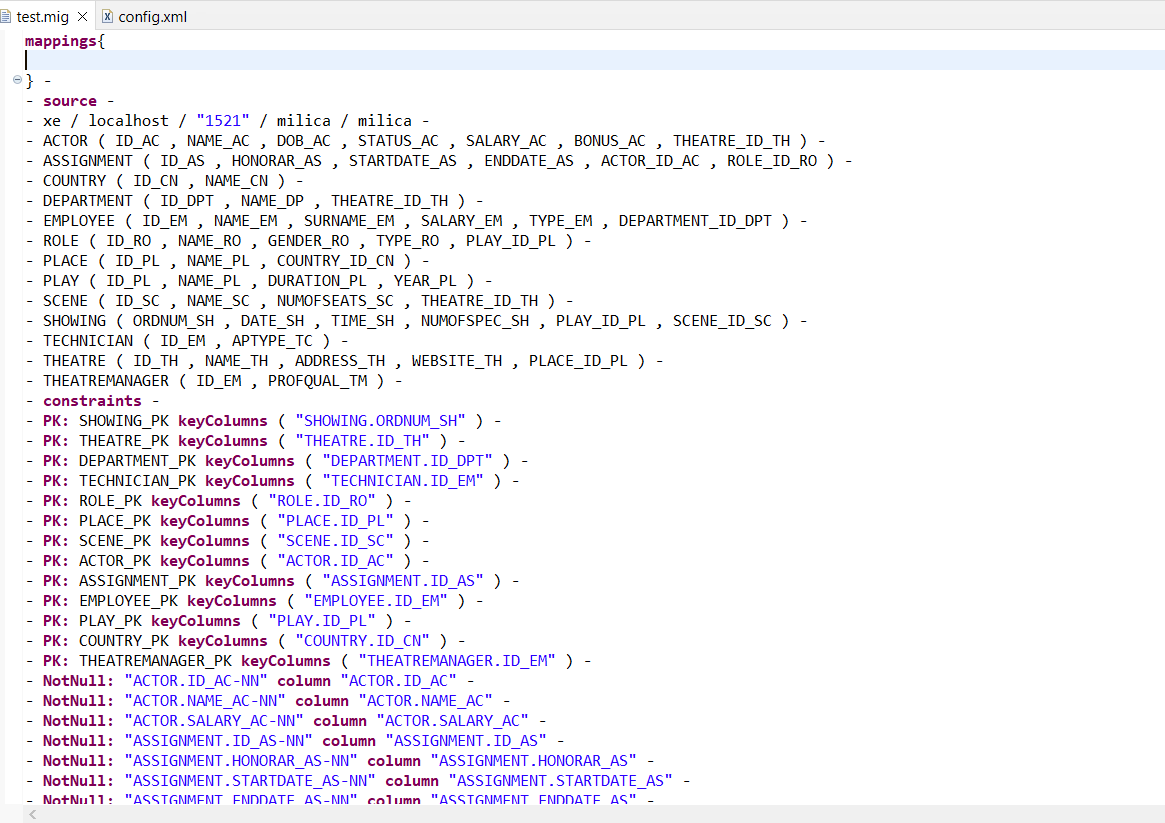 test.mig config.xml
mappings{
} -
- source -
- xe / localhost / "1521" / milica / milica -
- ACTOR ( ID_AC , NAME_AC , DOB_AC , STATUS_AC , SALARY_AC , BONUS_AC , THEATRE_ID_TH ) -
- ASSIGNMENT ( ID_AS , HONORAR_AS , STARTDATE_AS , ENDDATE_AS , ACTOR_ID_AC , ROLE_ID_RO ) -
- COUNTRY ( ID_CN , NAME_CN ) -
- DEPARTMENT ( ID_DPT , NAME_DP , THEATRE_ID_TH ) -
- EMPLOYEE ( ID_EM , NAME_EM , SURNAME_EM , SALARY_EM , TYPE_EM , DEPARTMENT_ID_DPT ) -
- ROLE ( ID_RO , NAME_RO , GENDER_RO , TYPE_RO , PLAY_ID_PL ) -
- PLACE ( ID_PL , NAME_PL , COUNTRY_ID_CN ) -
- PLAY ( ID_PL , NAME_PL , DURATION_PL , YEAR_PL ) -
- SCENE ( ID_SC , NAME_SC , NUMOFSEATS_SC , THEATRE_ID_TH ) -
- SHOWING ( ORDNUM_SH , DATE_SH , TIME_SH , NUMOFSPEC_SH , PLAY_ID_PL , SCENE_ID_SC ) -
- TECHNICIAN ( ID_EM , APTYPE_TC ) -
- THEATRE ( ID_TH , NAME_TH , ADDRESS_TH , WEBSITE_TH , PLACE_ID_PL ) -
- THEATREMANAGER ( ID_EM , PROFQUAL_TM ) -
- constraints -
- PK: SHOWING_PK keyColumns ( "SHOWING.ORDNUM_SH" ) -
- PK: THEATRE_PK keyColumns ( "THEATRE.ID_TH" ) -
- PK: DEPARTMENT_PK keyColumns ( "DEPARTMENT.ID_DPT" ) -
- PK: TECHNICIAN_PK keyColumns ( "TECHNICIAN.ID_EM" ) -
- PK: ROLE_PK keyColumns ( "ROLE.ID_RO" ) -
- PK: PLACE_PK keyColumns ( "PLACE.ID_PL" ) -
- PK: SCENE_PK keyColumns ( "SCENE.ID_SC" ) -
- PK: ACTOR_PK keyColumns ( "ACTOR.ID_AC" ) -
- PK: ASSIGNMENT_PK keyColumns ( "ASSIGNMENT.ID_AS" ) -
- PK: EMPLOYEE_PK keyColumns ( "EMPLOYEE.ID_EM" ) -
- PK: PLAY_PK keyColumns ( "PLAY.ID_PL" ) -
- PK: COUNTRY_PK keyColumns ( "COUNTRY.ID_CN" ) -
- PK: THEATREMANAGER_PK keyColumns ( "THEATREMANAGER.ID_EM" ) -
- NotNull: "ACTOR.ID_AC-NN" column "ACTOR.ID_AC" -
- NotNull: "ACTOR.NAME_AC-NN" column "ACTOR.NAME_AC" -
- NotNull: "ACTOR.SALARY_AC-NN" column "ACTOR.SALARY_AC" -
- NotNull: "ASSIGNMENT.ID_AS-NN" column "ASSIGNMENT.ID_AS" -
- NotNull: "ASSIGNMENT.HONORAR_AS-NN" column "ASSIGNMENT.HONORAR_AS" -
- NotNull: "ASSIGNMENT.STARTDATE_AS-NN" column "ASSIGNMENT.STARTDATE_AS" -
- NotNull: "ASSIGNMENT.ENDDATE_AS-NN" column "ASSIGNMENT.ENDDATE_AS" -